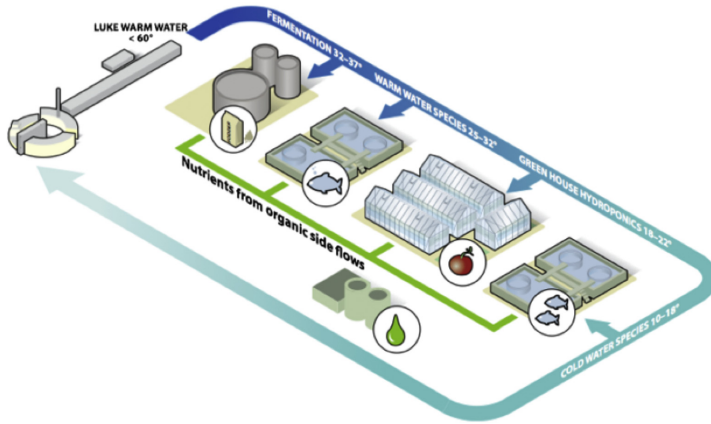 LUKE WARM WATER
< 60°
FERMENTATION 32–37°
WARM WATER SPECIES 25–32°
GREEN HOUSE HYDROPONICS 18–22°
Nutrients from organic side flows
COLD WATER SPECIES 10–18°